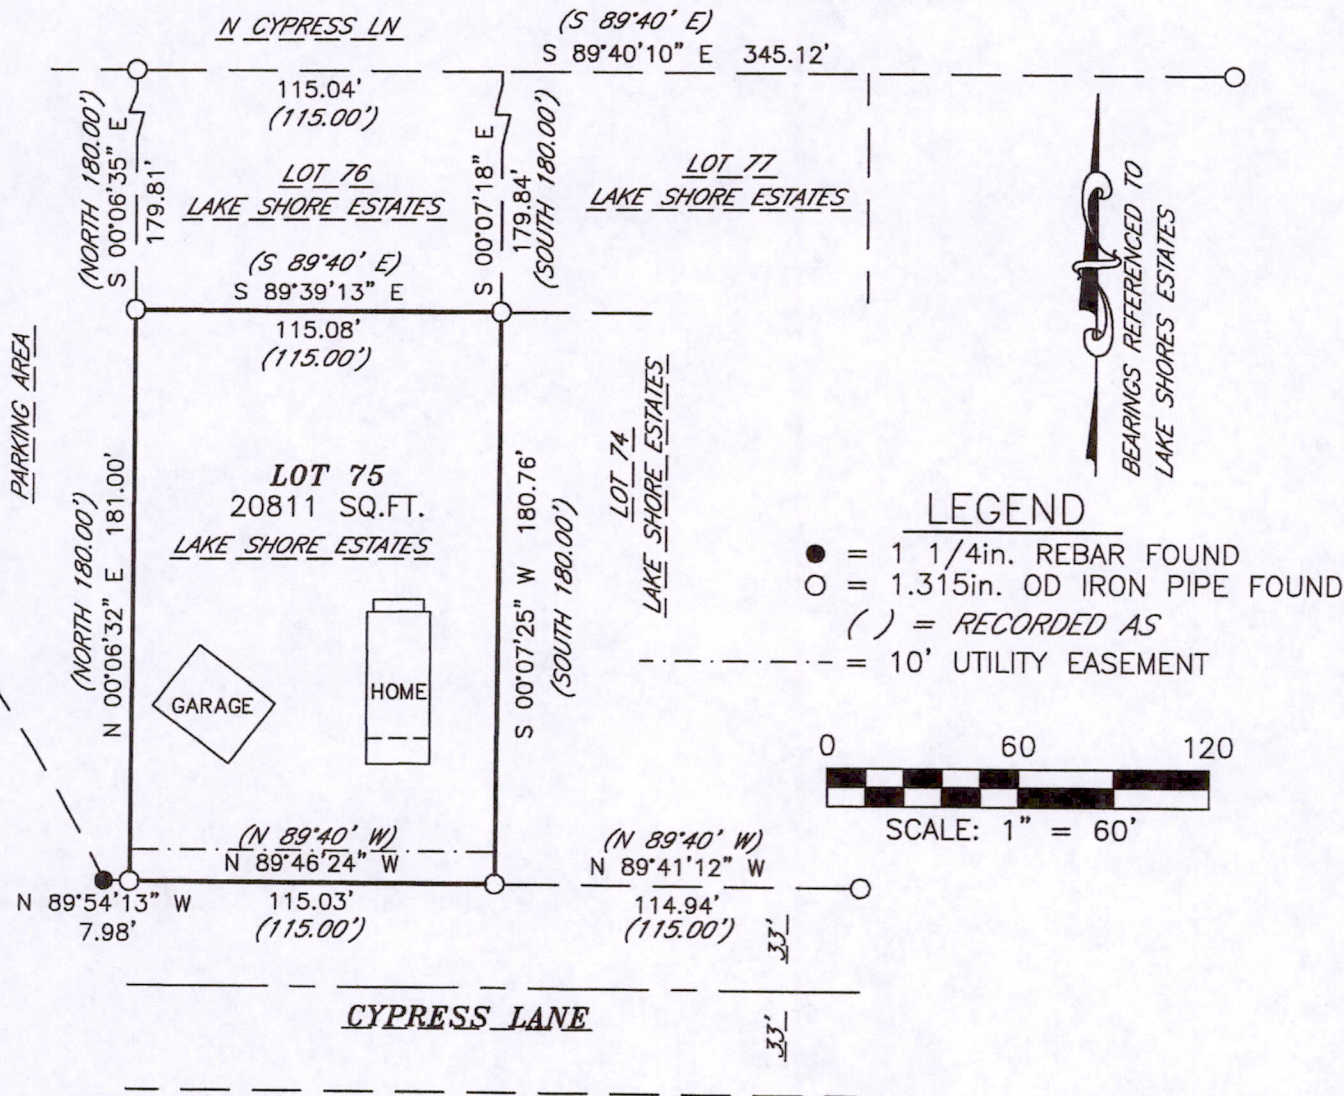 N CYPRESS LN
(S 89°40' E)
S 89°40'10" E 345.12'
115.04'
(115.00')
(NORTH 180.00')
S 00°06'35" E
179.81'
LOT 76
LAKE SHORE ESTATES
S 00°07'18" E
179.84'
(SOUTH 180.00')
LOT 77
LAKE SHORE ESTATES
BEARINGS REFERENCED TO
LAKE SHORES ESTATES
(S 89°40' E)
S 89°39'13" E
115.08'
(115.00')
PARKING AREA
(NORTH 180.00')
N 00°06'32" E 181.00'
LOT 75
20811 SQ.FT.
LAKE SHORE ESTATES
S 00°07'25" W 180.76'
(SOUTH 180.00')
LOT 74
LAKE SHORE ESTATES
GARAGE
HOME
LEGEND
● = 1 1/4in. REBAR FOUND
○ = 1.315in. OD IRON PIPE FOUND
( ) = RECORDED AS
= 10' UTILITY EASEMENT
0 60 120
SCALE: 1" = 60'
(N 89°40' W)
N 89°46'24" W
(N 89°40' W)
N 89°41'12" W
N 89°54'13" W
7.98'
115.03'
(115.00')
114.94'
(115.00')
33'
CYPRESS LANE
33'